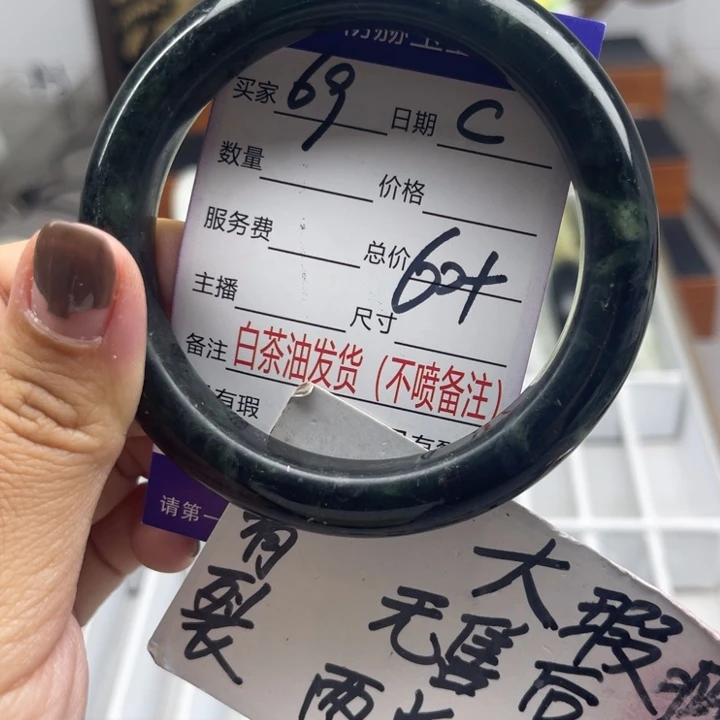 买家 69 日期 C
数量 价格
服务费 总价 604
主播 尺寸
备注 白茶油发货（不喷备注）
有瑕
请第一
有裂
大瑕
无售后